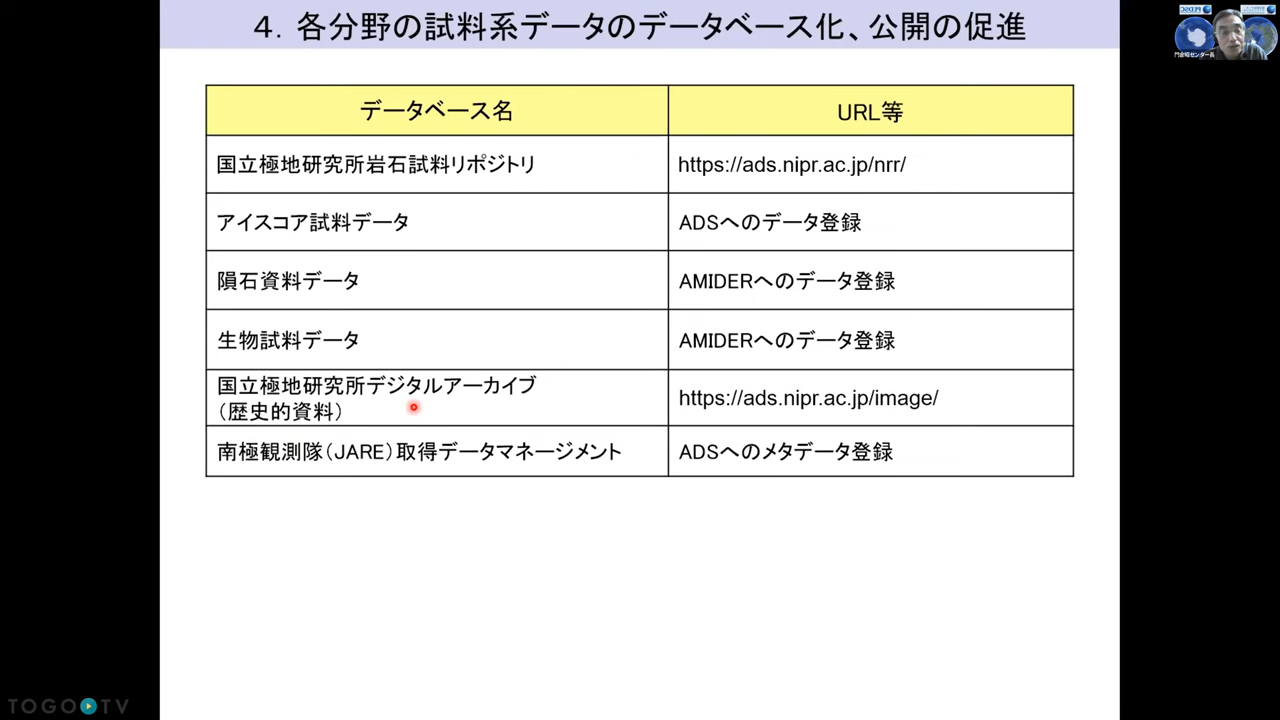 ４．各分野の試料系データのデータベース化、公開の促進
データベース名
URL等
国立極地研究所岩石試料リポジトリ
https://ads.nipr.ac.jp/nrr/
アイスコア試料データ
ADSへのデータ登録
隕石資料データ
AMIDERへのデータ登録
生物試料データ
AMIDERへのデータ登録
国立極地研究所デジタルアーカイブ
（歴史的資料）
https://ads.nipr.ac.jp/image/
南極観測隊（JARE）取得データマネージメント
ADSへのメタデータ登録
TOGO TV